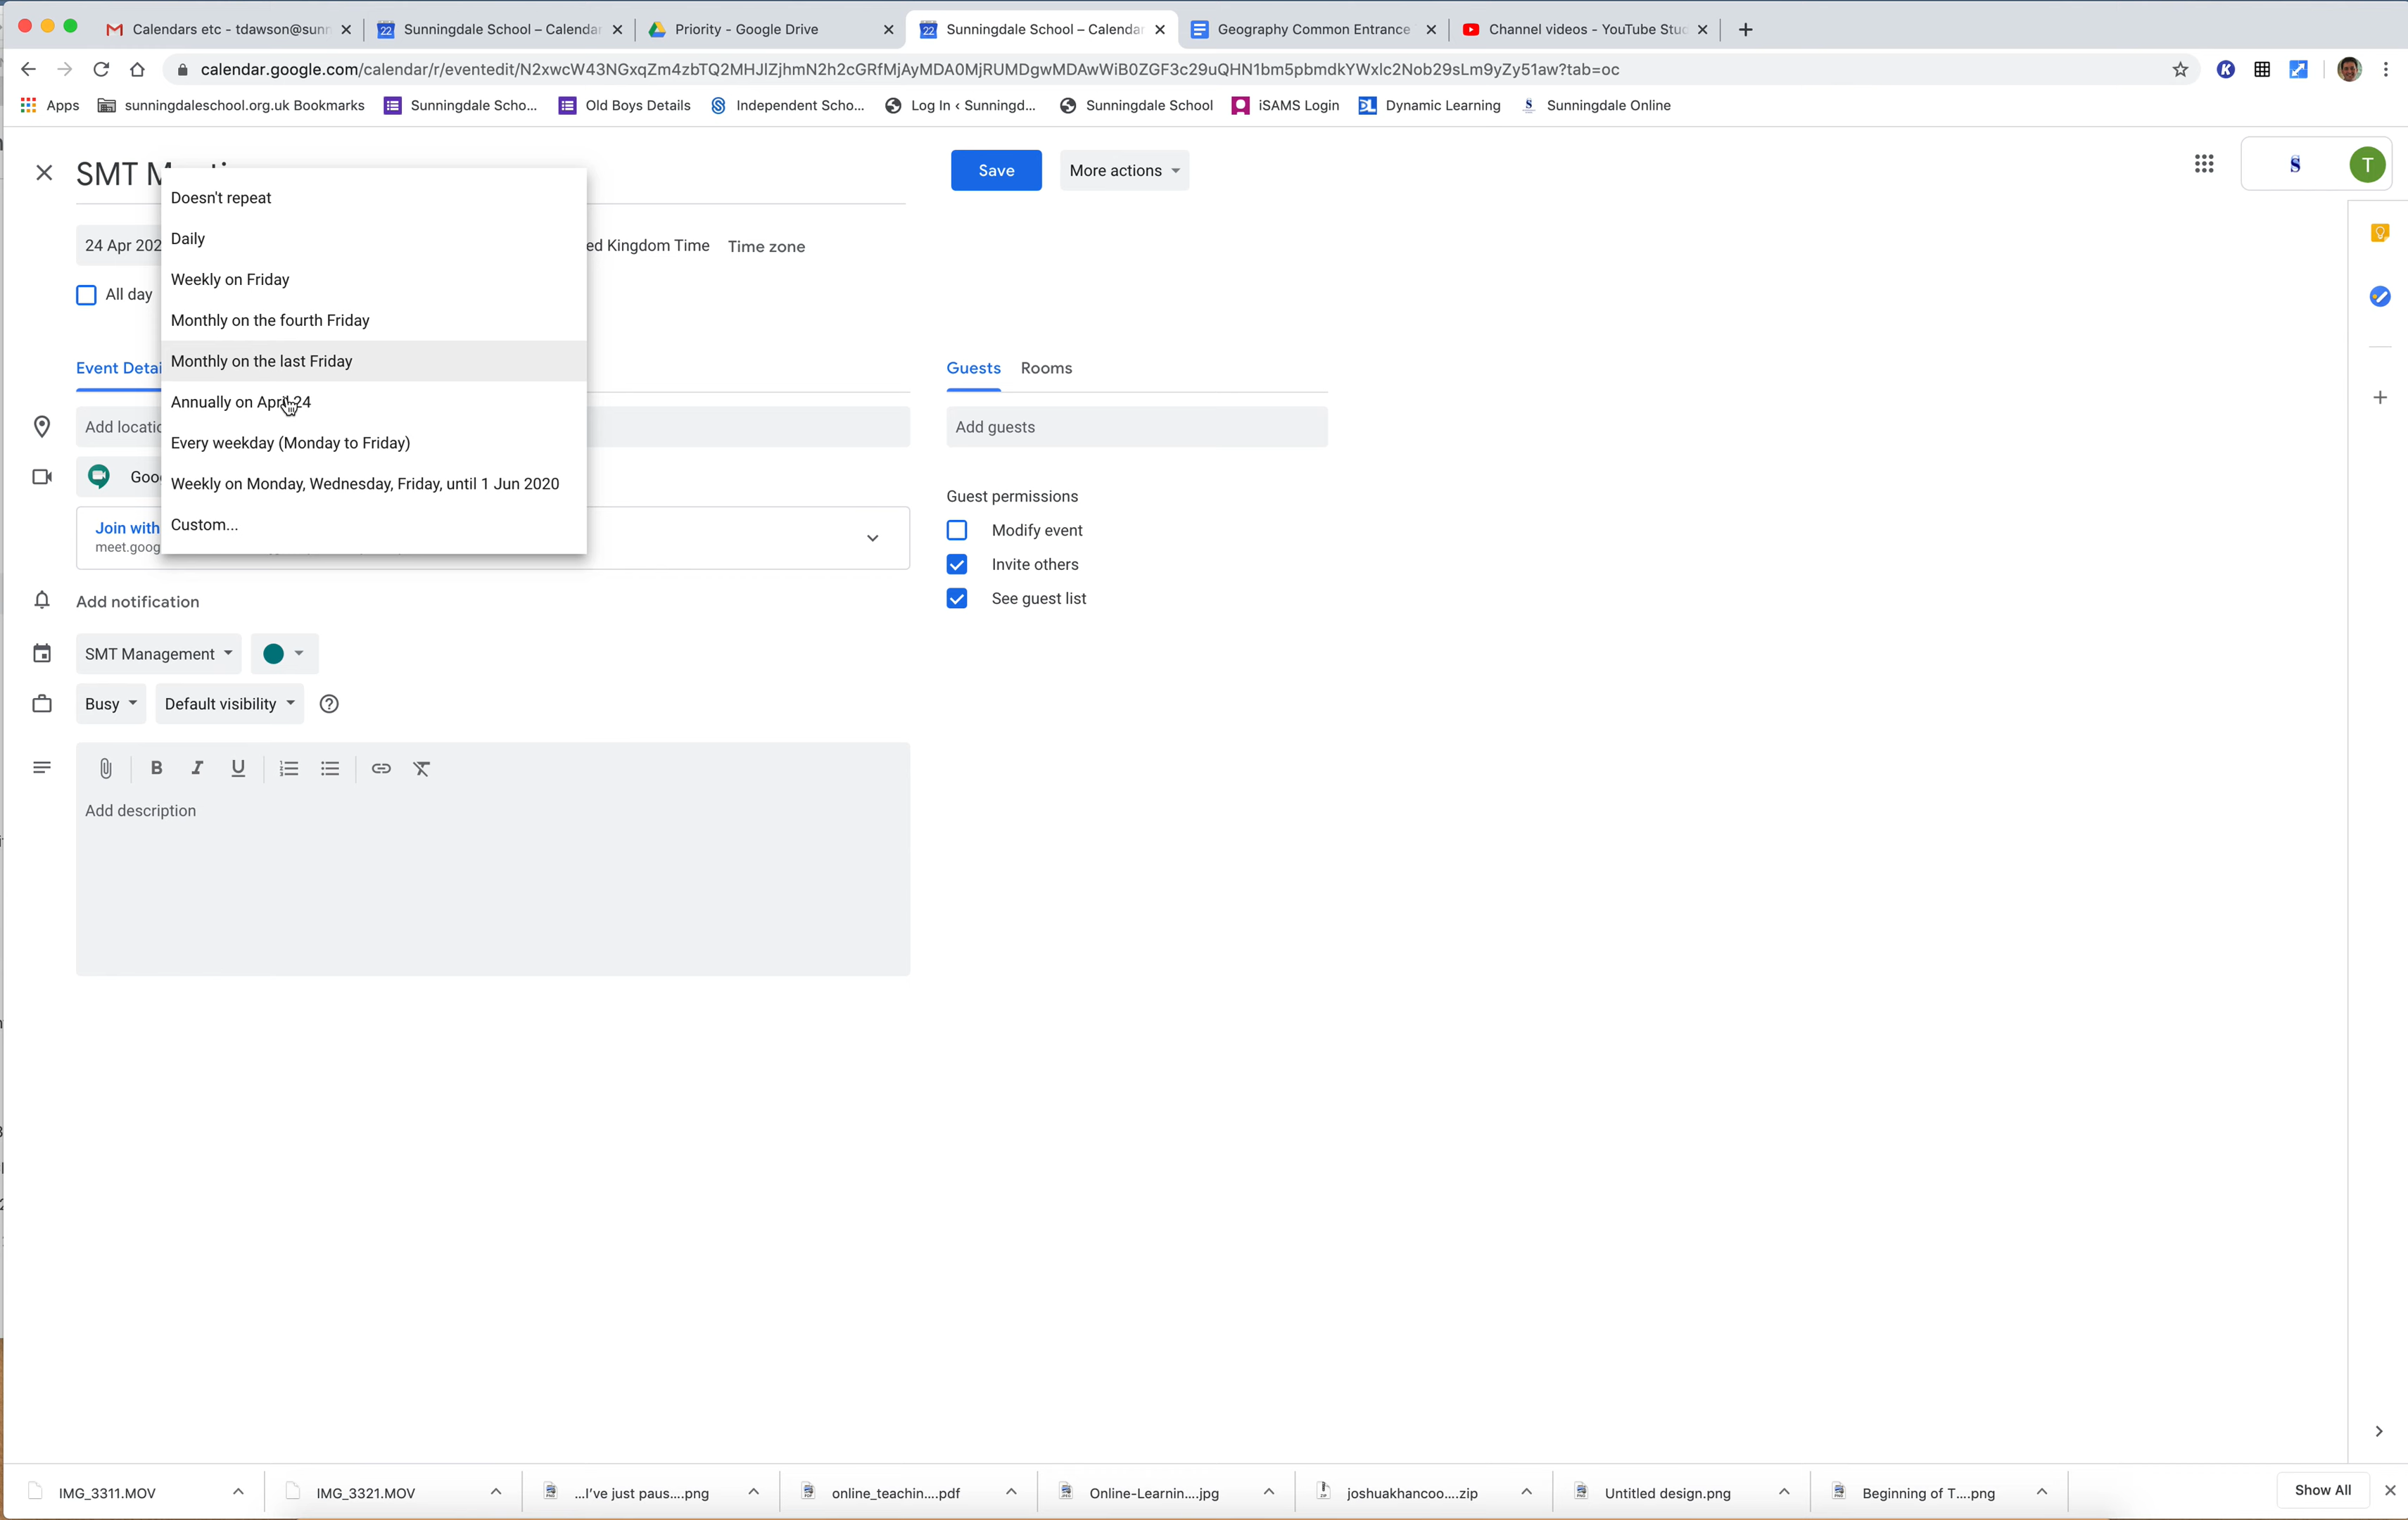 Calendars etc - tdawson@sunn
Sunningdale School – Calendar
Priority - Google Drive
Sunningdale School – Calendar
Geography Common Entrance
Channel videos - YouTube Stud
calendar.google.com/calendar/r/eventedit/N2xwcW43NGxqZm4zbTQ2MHJlZjhmN2h2cGRfMjAyMDA0MjRUMDgwMDAwWiB0ZGF3c29uQHN1bm5pbmdkYWxlc2Nob29sLm9yZy51aw?tab=oc
Apps
sunningdaleschool.org.uk Bookmarks
Sunningdale Scho...
Old Boys Details
Independent Scho...
Log In ‹ Sunningd...
Sunningdale School
iSAMS Login
Dynamic Learning
Sunningdale Online
SMT
Save
More actions
S
T
Doesn't repeat
Daily
Weekly on Friday
Monthly on the fourth Friday
Monthly on the last Friday
Annually on April 24
Every weekday (Monday to Friday)
Weekly on Monday, Wednesday, Friday, until 1 Jun 2020
Custom...
24 Apr 202
ed Kingdom Time
Time zone
All day
Event Detai
Guests
Rooms
Add locatio
Add guests
Goo
Join with
meet.goog
Guest permissions
Modify event
Invite others
See guest list
Add notification
SMT Management
Busy
Default visibility
B I U
Add description
IMG_3311.MOV
IMG_3321.MOV
...I've just paus....png
online_teachin....pdf
Online-Learnin....jpg
joshuakhancoo....zip
Untitled design.png
Beginning of T....png
Show All